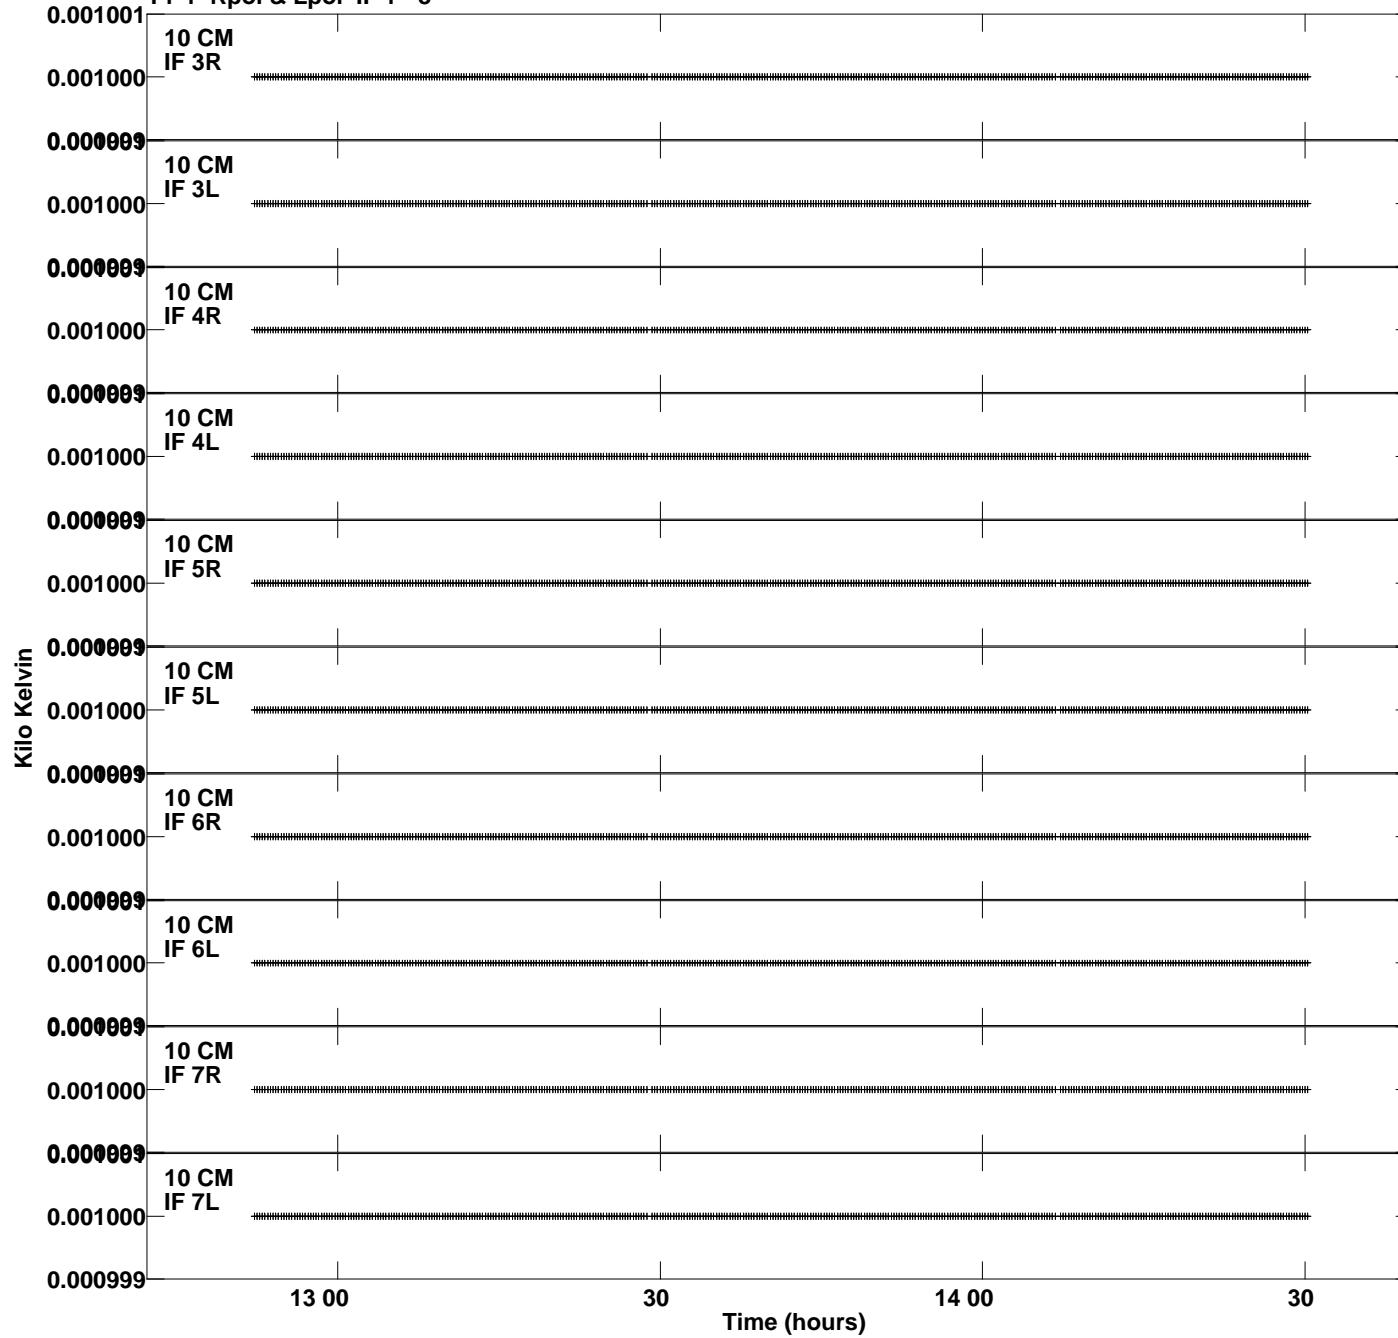 0.001001
10 CM
IF 3R
0.001000
10 CM
IF 3L
0.001000
10 CM
IF 4R
0.001000
10 CM
IF 4L
0.001000
10 CM
IF 5R
0.001000
10 CM
IF 5L
0.001000
10 CM
IF 6R
0.001000
10 CM
IF 6L
0.001000
10 CM
IF 7R
0.001000
10 CM
IF 7L
0.001000
0.000999
Kilo Kelvin
13 00 30 14 00 30
Time (hours)